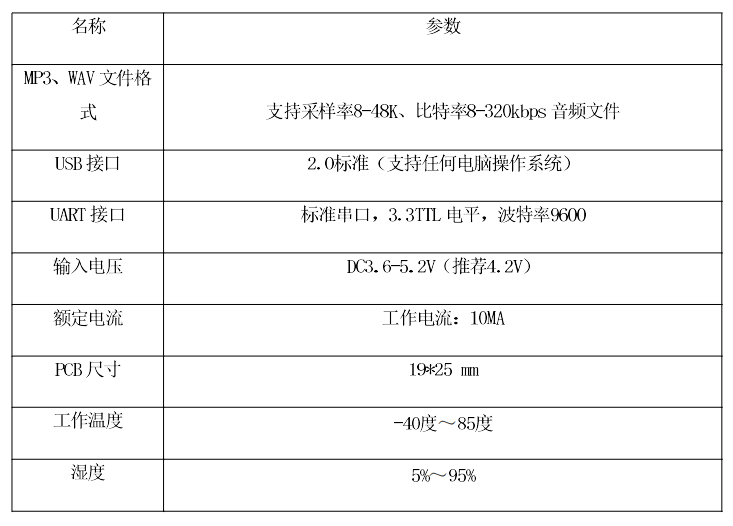 名称 参数
MP3、WAV 文件格
式
支持采样率8-48K、比特率8-320kbps 音频文件
USB 接口 2.0标准（支持任何电脑操作系统）
UART 接口 标准串口，3.3TTL 电平，波特率9600
输入电压 DC3.6-5.2V（推荐4.2V）
额定电流 工作电流：10MA
PCB 尺寸 19*25 mm
工作温度 -40度～85度
湿度 5%～95%